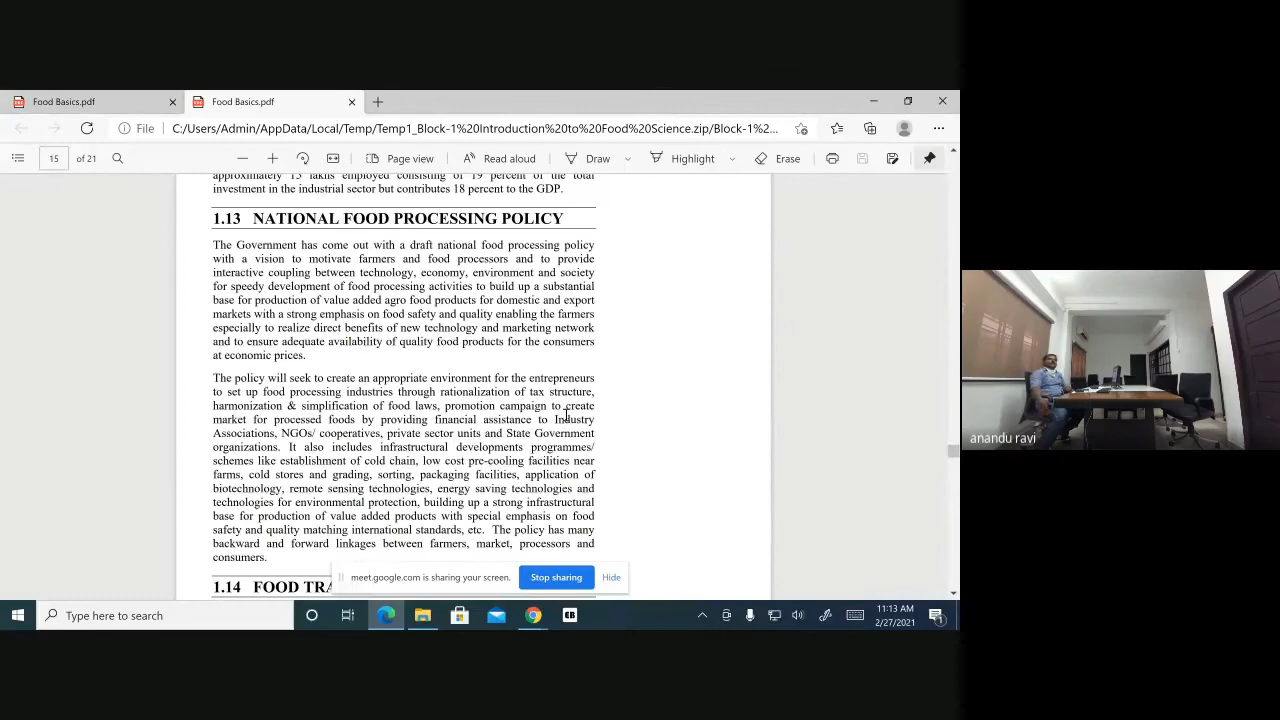 Food Basics.pdf
Food Basics.pdf
File
C:/Users/Admin/AppData/Local/Temp/Temp1_Block-1%20Introduction%20to%20Food%20Science.zip/Block-1%2...
15 of 21
Page view
Read aloud
Draw
Highlight
Erase
approximately 15 lakhs employed consisting of 19 percent of the total
investment in the industrial sector but contributes 18 percent to the GDP.
1.13 NATIONAL FOOD PROCESSING POLICY
The Government has come out with a draft national food processing policy
with a vision to motivate farmers and food processors and to provide
interactive coupling between technology, economy, environment and society
for speedy development of food processing activities to build up a substantial
base for production of value added agro food products for domestic and export
markets with a strong emphasis on food safety and quality enabling the farmers
especially to realize direct benefits of new technology and marketing network
and to ensure adequate availability of quality food products for the consumers
at economic prices.
The policy will seek to create an appropriate environment for the entrepreneurs
to set up food processing industries through rationalization of tax structure,
harmonization & simplification of food laws, promotion campaign to create
market for processed foods by providing financial assistance to Industry
Associations, NGOs/ cooperatives, private sector units and State Government
organizations. It also includes infrastructural developments programmes/
schemes like establishment of cold chain, low cost pre-cooling facilities near
farms, cold stores and grading, sorting, packaging facilities, application of
biotechnology, remote sensing technologies, energy saving technologies and
technologies for environmental protection, building up a strong infrastructural
base for production of value added products with special emphasis on food
safety and quality matching international standards, etc. The policy has many
backward and forward linkages between farmers, market, processors and
consumers.
meet.google.com is sharing your screen.
Stop sharing
Hide
1.14 FOOD TRA
Type here to search
11:13 AM
2/27/2021
anandu ravi